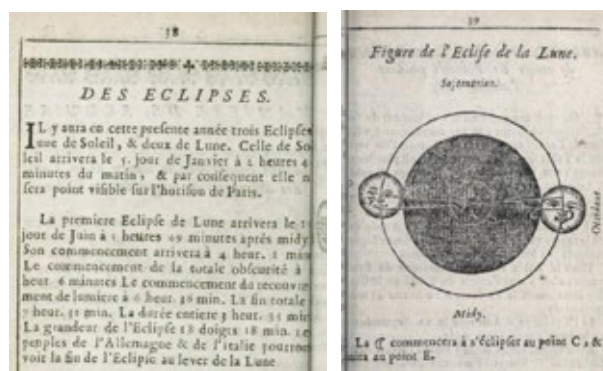 38
DES ECLIPSES.
IL y aura en cette presente année trois Eclipses
une de Soleil, & deux de Lune. Celle de So
leil arrivera le 5. jour de Janvier à 2 heures 4
minutes du matin, & par consequent elle n
sera point visible sur l'horison de Paris.
La premiere Eclipse de Lune arrivera le
jour de Juin à 5 heures 49 minutes aprés midy
Son commencement arrivera à 4 heur. 1 min
Le commencement de la totale obscurité à
heur 6 minutes Le commencement du recouvre
ment de lumiere à 6 heur. 36 min. La fin totale
7 heur. 31 min. La durée entiere 3 heur. 35 min
La grandeur de l'Eclipse 18 doigts 18 min. Les
peuples de l'Allemagne & de l'Italie pourront
voir la fin de l'Eclipse au lever de la Lune
39
Figure de l'Eclipse de la Lune.
Septentrion.
Occident
Midy.
La ☾ commencera à s'éclipser au point C, &
au point E.